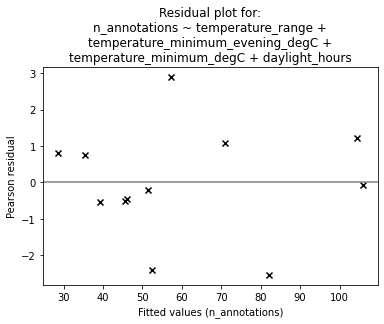 Residual plot for:
n_annotations ~ temperature_range +
temperature_minimum_evening_degC +
temperature_minimum_degC + daylight_hours
3
2
1
0
−1
−2
Pearson residual
30 40 50 60 70 80 90 100
Fitted values (n_annotations)